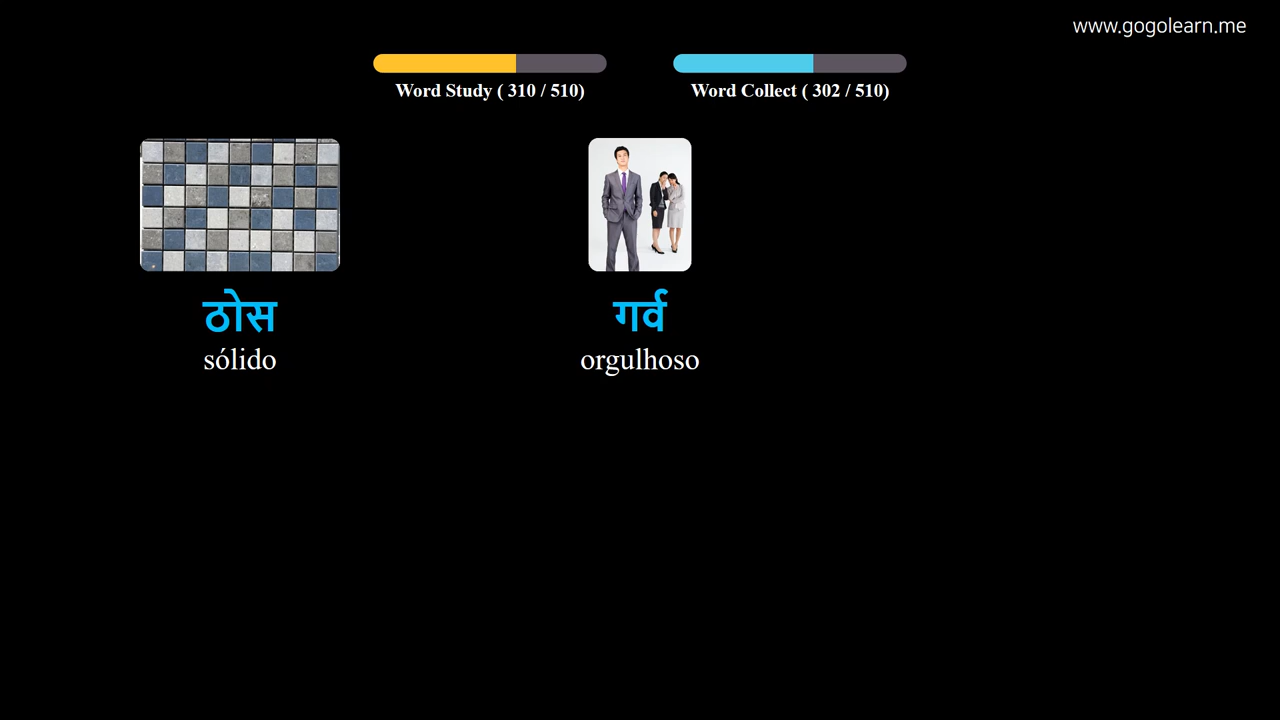 www.gogolearn.me
Word Study ( 310 / 510)
Word Collect ( 302 / 510)
ठोस
sólido
गर्व
orgulhoso